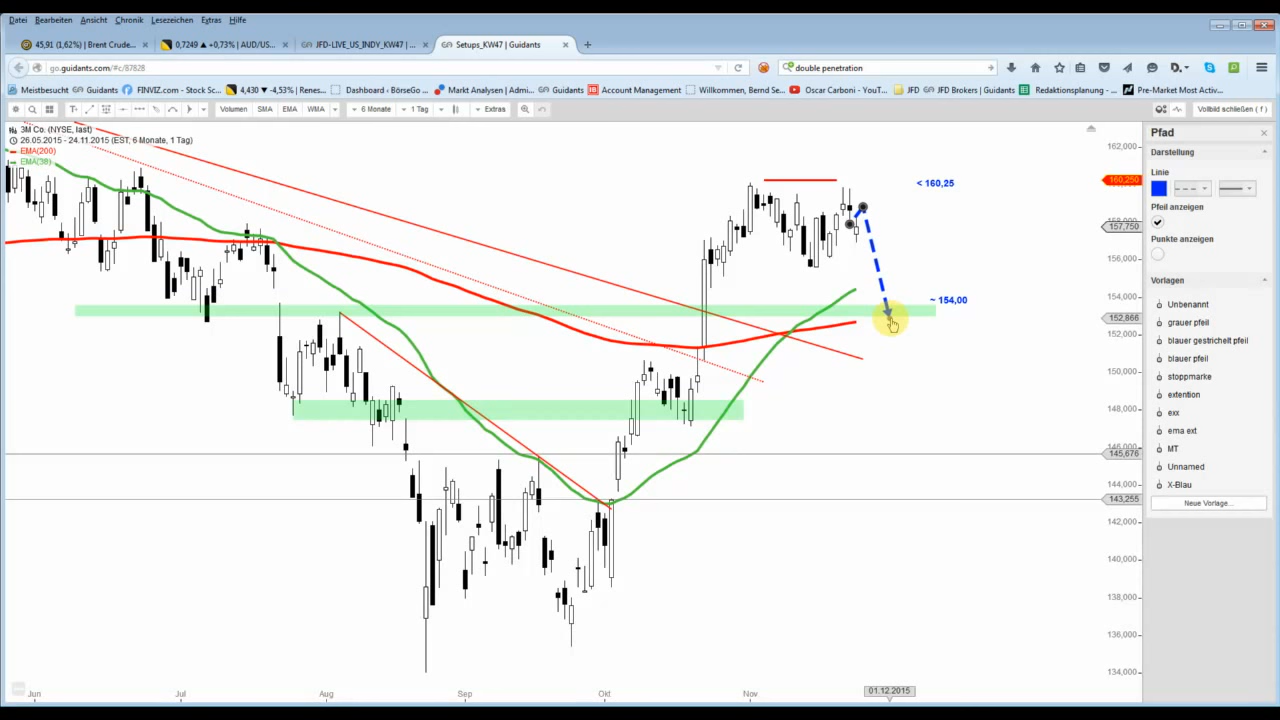 Datei Bearbeiten Ansicht Chronik Lesezeichen Extras Hilfe
45,91 (1,62%) | Brent Crude... 0,7249 ▲ +0,73% | AUD/US... JFD-LIVE_US_INDY_KW47 | ... Setups_KW47 | Guidants
go.guidants.com/#c/87828 double penetration
Meistbesucht Guidants FINVIZ.com - Stock Sc... 4,430 ▼ -4,53% | Renes... Dashboard ‹ BörseGo ... Markt Analysen | Admi... Guidants Account Management Willkommen, Bernd Se... Oscar Carboni - YouT... JFD JFD Brokers | Guidants Redaktionsplanung - ... Pre-Market Most Activ...
Volumen SMA EMA WMA 6 Monate 1 Tag Extras Vollbild schließen ( f )
3M Co. (NYSE, last)
26.05.2015 - 24.11.2015 (EST, 6 Monate, 1 Tag)
EMA(200)
EMA(38)
< 160,25
~ 154,00
162,000
160,250
157,750
156,000
154,000
152,866
152,000
150,000
148,000
145,676
144,000
143,255
142,000
140,000
138,000
136,000
134,000
Jun Jul Aug Sep Okt Nov 01.12.2015
Pfad
Darstellung
Linie
Pfeil anzeigen
Punkte anzeigen
Vorlagen
Unbenannt
grauer pfeil
blauer gestrichelt pfeil
blauer pfeil
stoppmarke
extention
exx
ema ext
MT
Unnamed
X-Blau
Neue Vorlage...